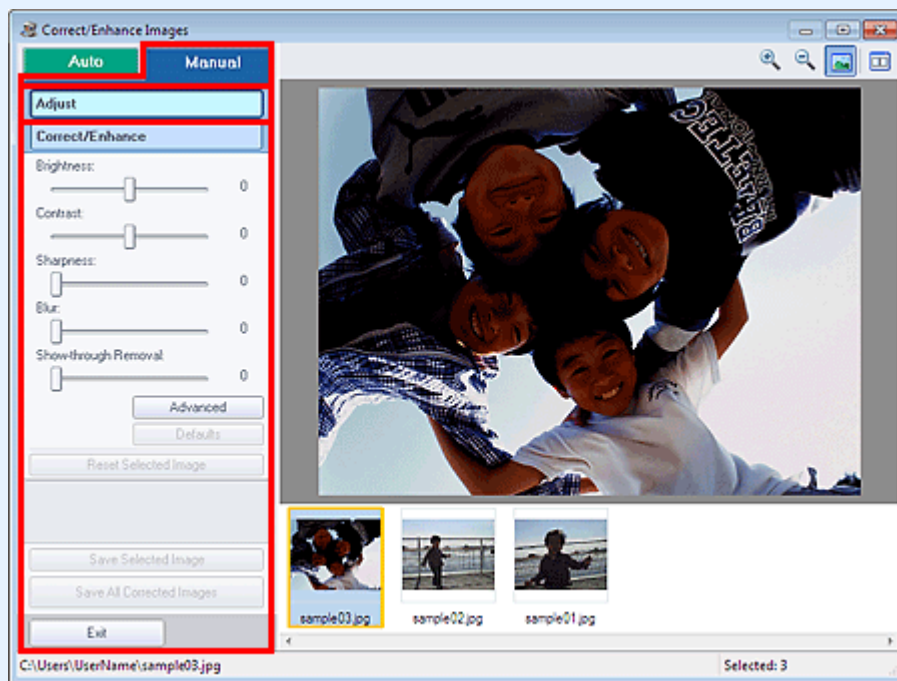 Correct/Enhance Images
Auto
Manual
Adjust
Correct/Enhance
Brightness:
0
Contrast:
0
Sharpness:
0
Blur:
0
Show-through Removal:
0
Advanced
Defaults
Reset Selected Image
Save Selected Image
Save All Corrected Images
Exit
sample03.jpg
sample02.jpg
sample01.jpg
C:\Users\UserName\sample03.jpg
Selected: 3